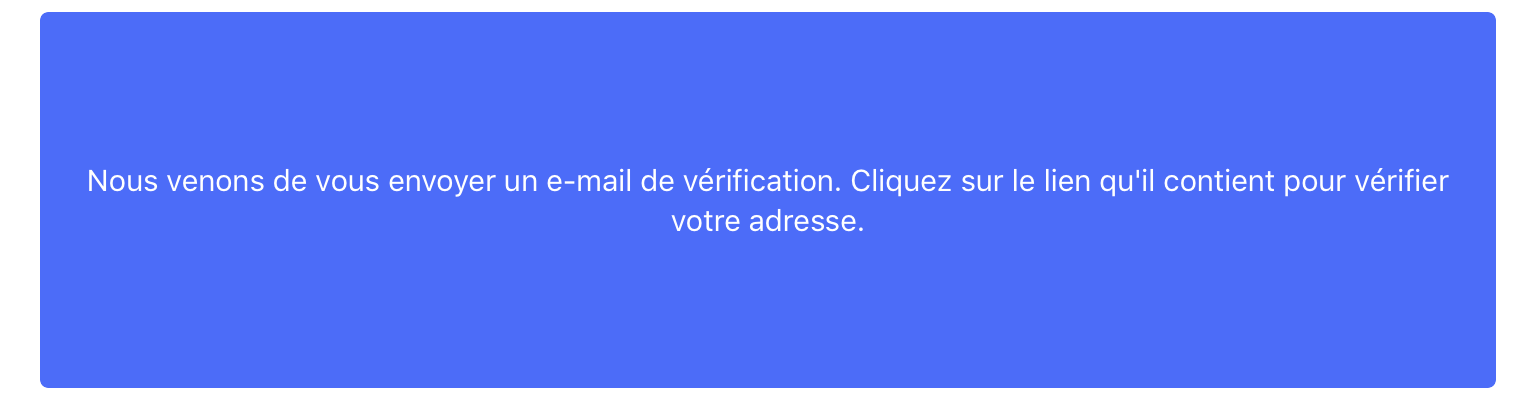 Nous venons de vous envoyer un e-mail de vérification. Cliquez sur le lien qu'il contient pour vérifier
votre adresse.